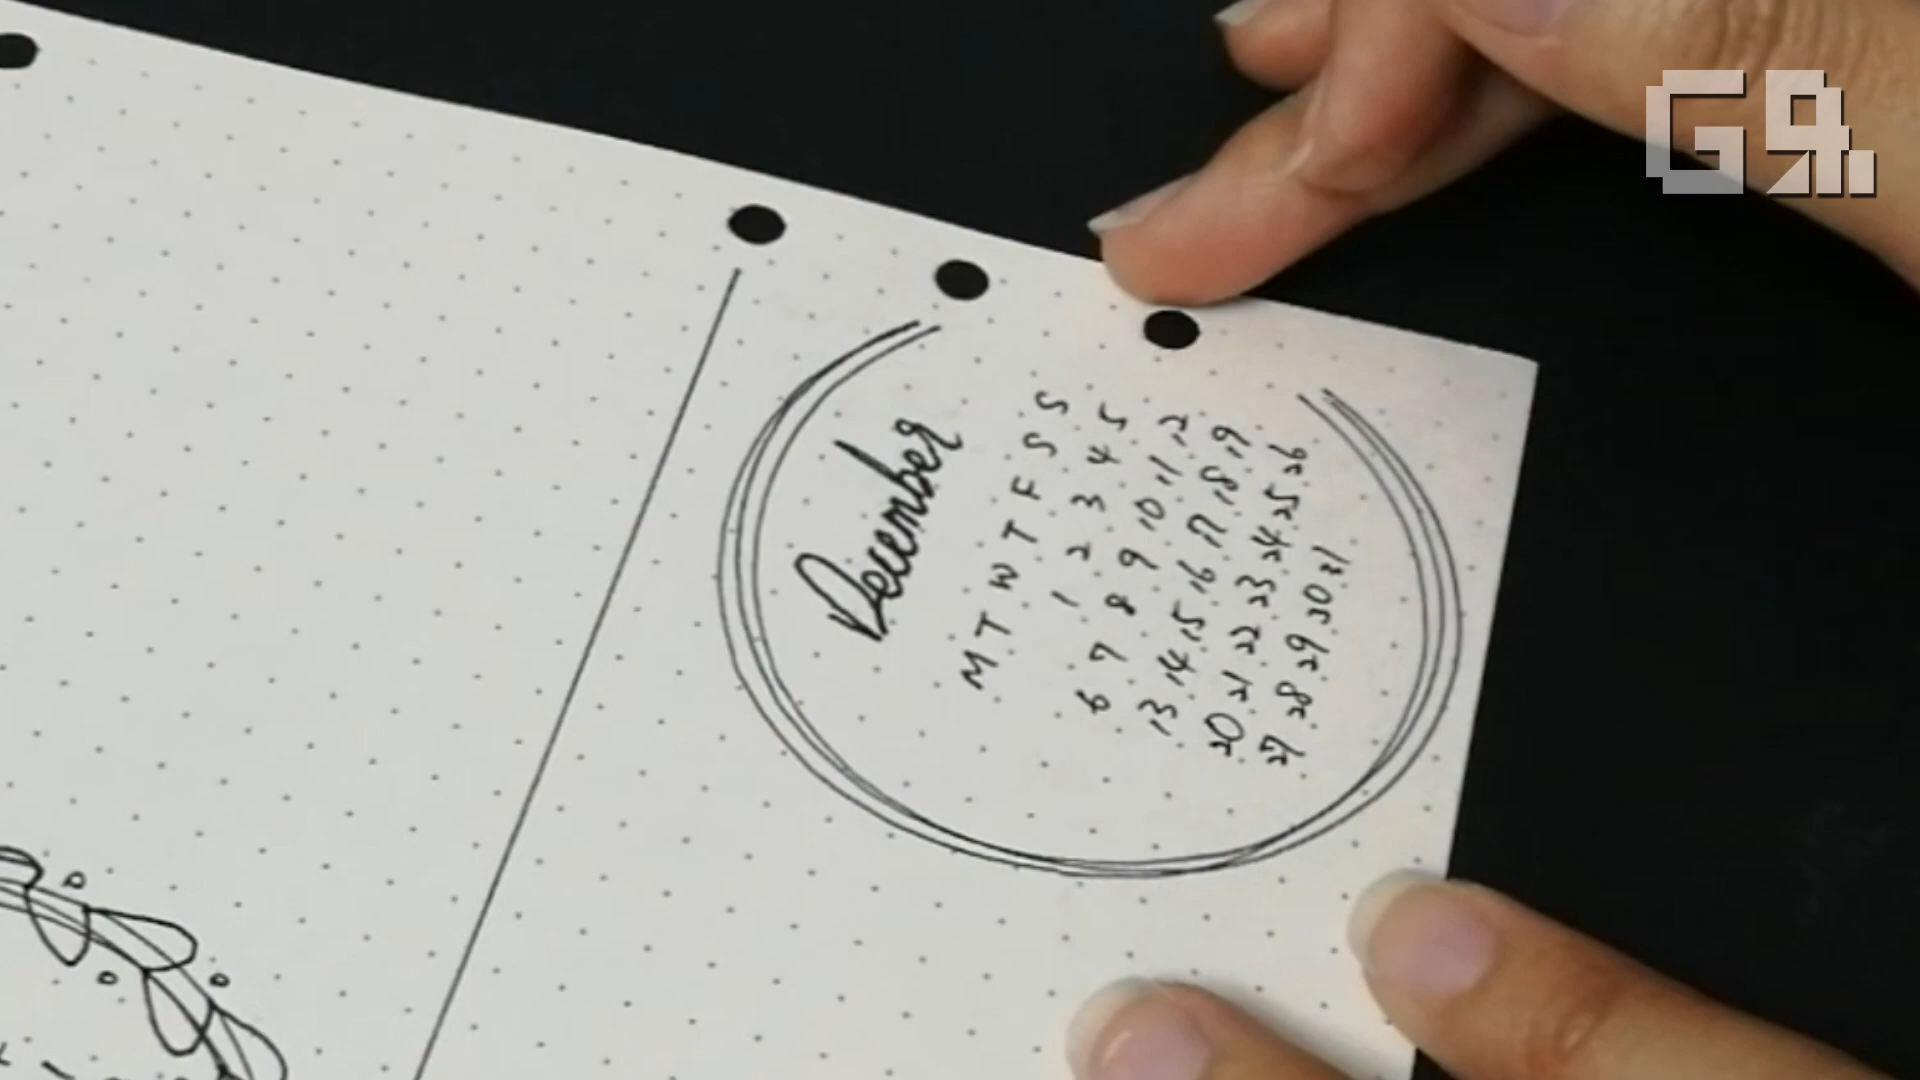 December
M T W T F S S
1 2 3 4 5
6 7 8 9 10 11 12
13 14 15 16 17 18 19
20 21 22 23 24 25 26
27 28 29 30 31
G9.